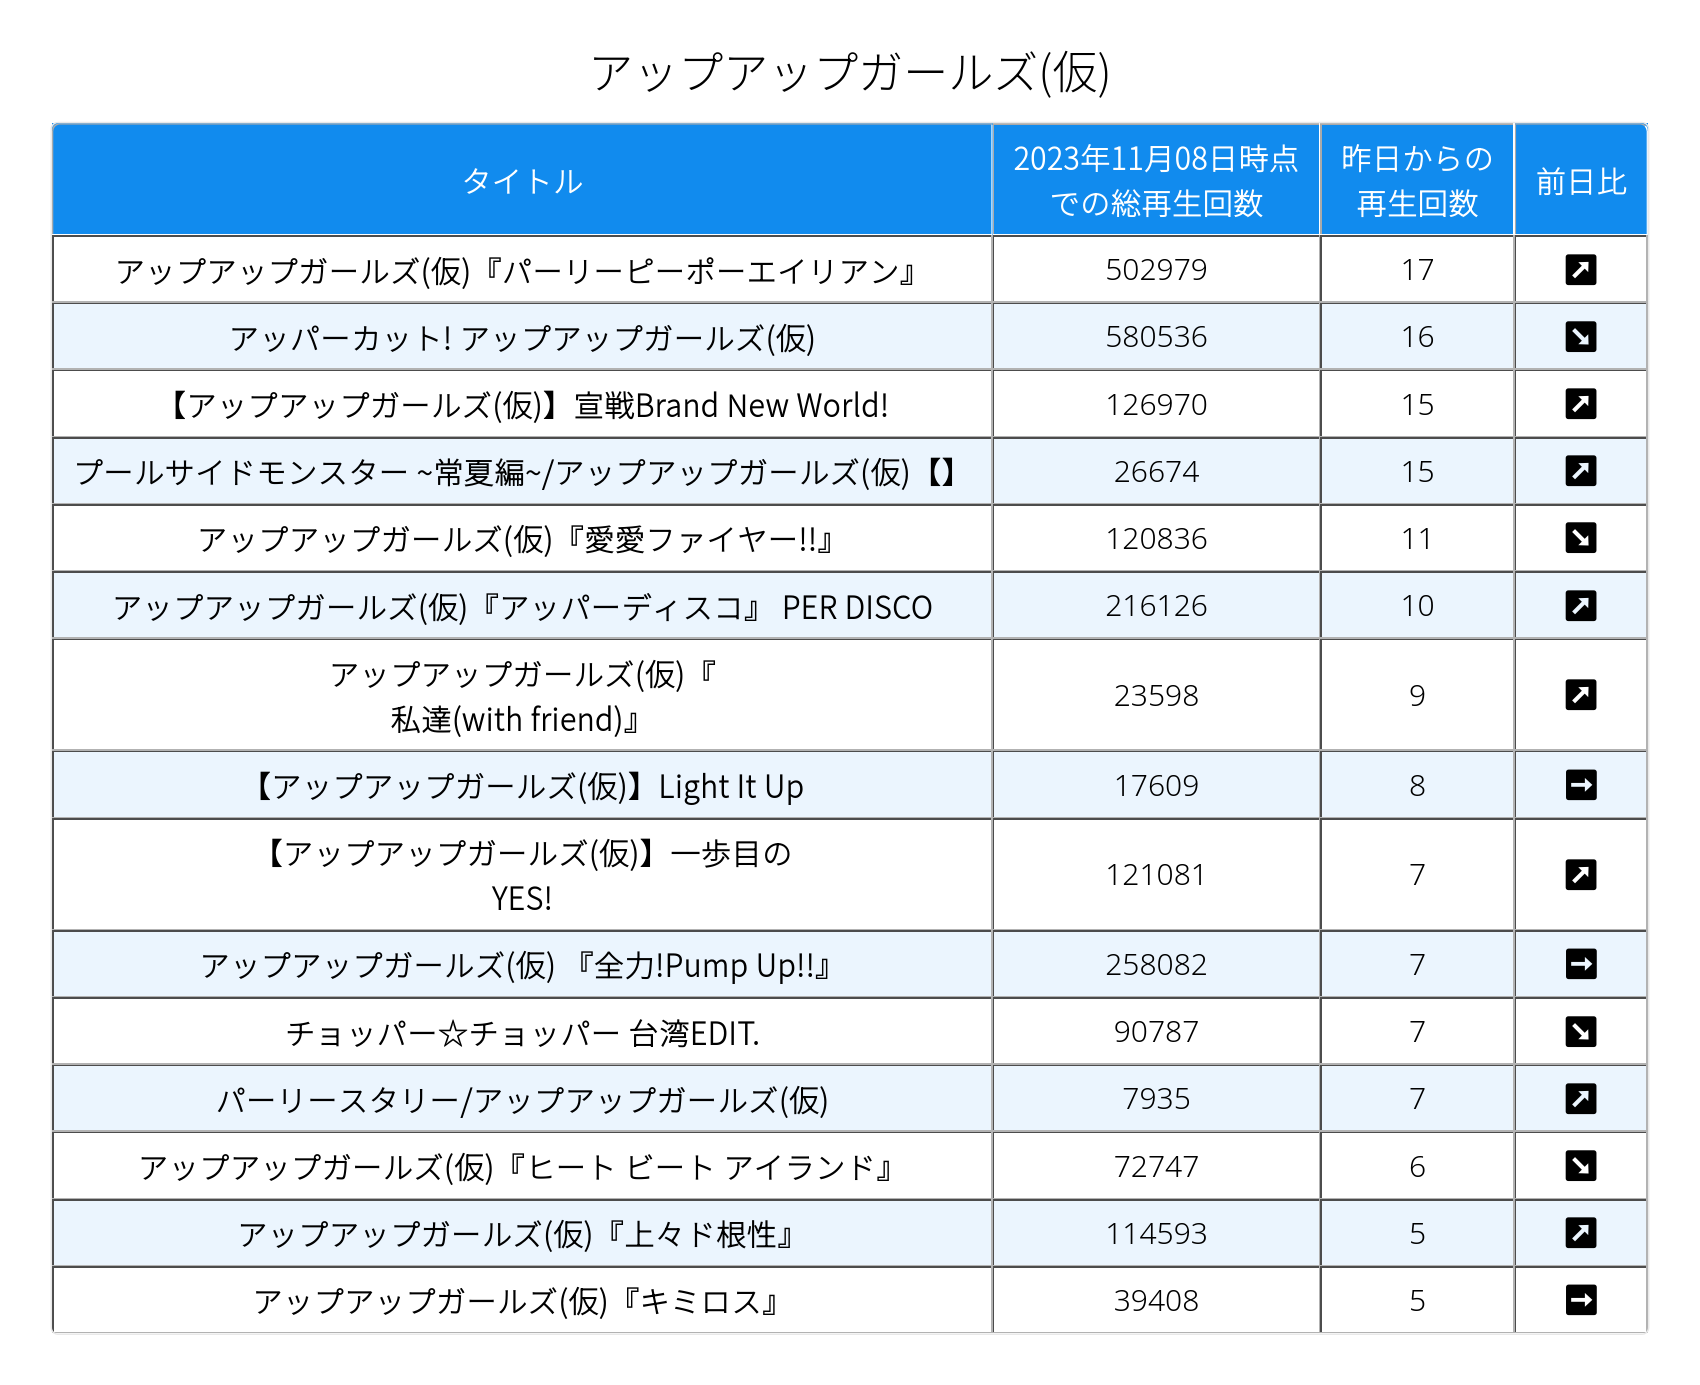 アップアップガールズ(仮)
タイトル
2023年11月08日時点
での総再生回数
昨日からの
再生回数
前日比
アップアップガールズ(仮)『パーリーピーポーエイリアン』 502979 17
アッパーカット! アップアップガールズ(仮) 580536 16
【アップアップガールズ(仮)】宣戦Brand New World! 126970 15
プールサイドモンスター ~常夏編~/アップアップガールズ(仮)【】 26674 15
アップアップガールズ(仮)『愛愛ファイヤー!!』 120836 11
アップアップガールズ(仮)『アッパーディスコ』 PER DISCO 216126 10
アップアップガールズ(仮)『
私達(with friend)』 23598 9
【アップアップガールズ(仮)】Light It Up 17609 8
【アップアップガールズ(仮)】一歩目の
YES! 121081 7
アップアップガールズ(仮) 『全力!Pump Up!!』 258082 7
チョッパー☆チョッパー 台湾EDIT. 90787 7
パーリースタリー/アップアップガールズ(仮) 7935 7
アップアップガールズ(仮)『ヒート ビート アイランド』 72747 6
アップアップガールズ(仮)『上々ド根性』 114593 5
アップアップガールズ(仮)『キミロス』 39408 5